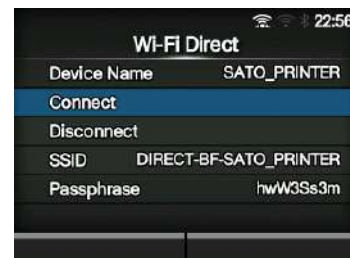 22:56
Wi-Fi Direct
Device Name SATO_PRINTER
Connect
Disconnect
SSID DIRECT-BF-SATO_PRINTER
Passphrase hwW3Ss3m